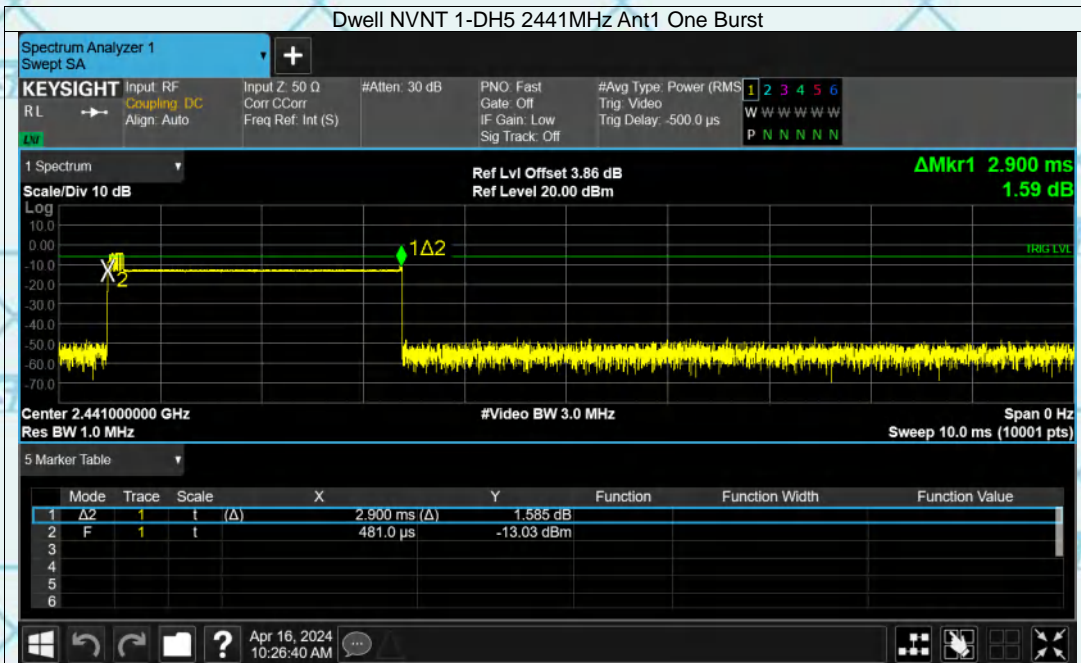 Dwell NVNT 1-DH5 2441MHz Ant1 One Burst
Spectrum Analyzer 1
Swept SA
+
KEYSIGHT Input: RF Input Z: 50 Ω #Atten: 30 dB PNO: Fast #Avg Type: Power (RMS 1 2 3 4 5 6
RL Coupling: DC Corr CCorr Gate: Off Trig: Video W W W W W W
Align: Auto Freq Ref: Int (S) IF Gain: Low Trig Delay: -500.0 µs
Sig Track: Off P N N N N N
LXI
1 Spectrum Ref Lvl Offset 3.86 dB ΔMkr1 2.900 ms
Scale/Div 10 dB Ref Level 20.00 dBm 1.59 dB
Log
10.0
0.00 1Δ2 TRIG LVL
-10.0 X2
-20.0
-30.0
-40.0
-50.0
-60.0
-70.0
Center 2.441000000 GHz #Video BW 3.0 MHz Span 0 Hz
Res BW 1.0 MHz Sweep 10.0 ms (10001 pts)
5 Marker Table
Mode Trace Scale X Y Function Function Width Function Value
1 Δ2 1 t (Δ) 2.900 ms (Δ) 1.585 dB
2 F 1 t 481.0 µs -13.03 dBm
3
4
5
6
? Apr 16, 2024
10:26:40 AM